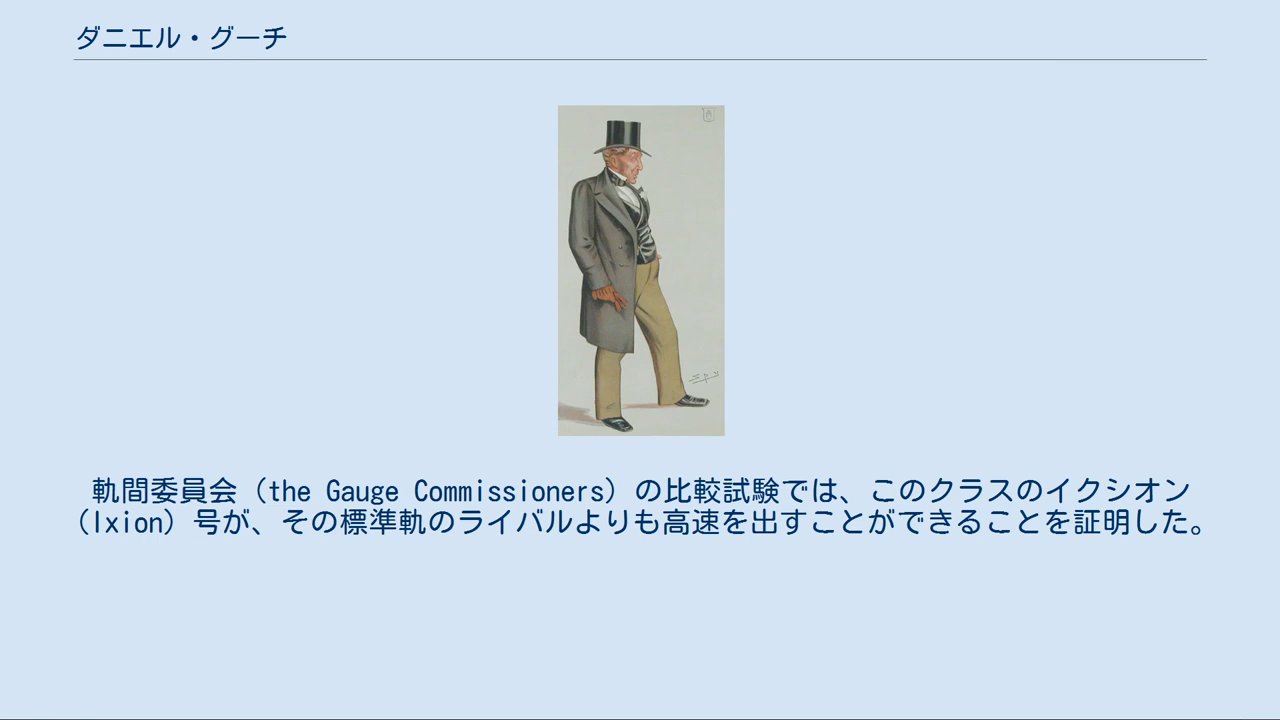 ダニエル・グーチ
Spy
軌間委員会（the Gauge Commissioners）の比較試験では、このクラスのイクシオン
（Ixion）号が、その標準軌のライバルよりも高速を出すことができることを証明した。